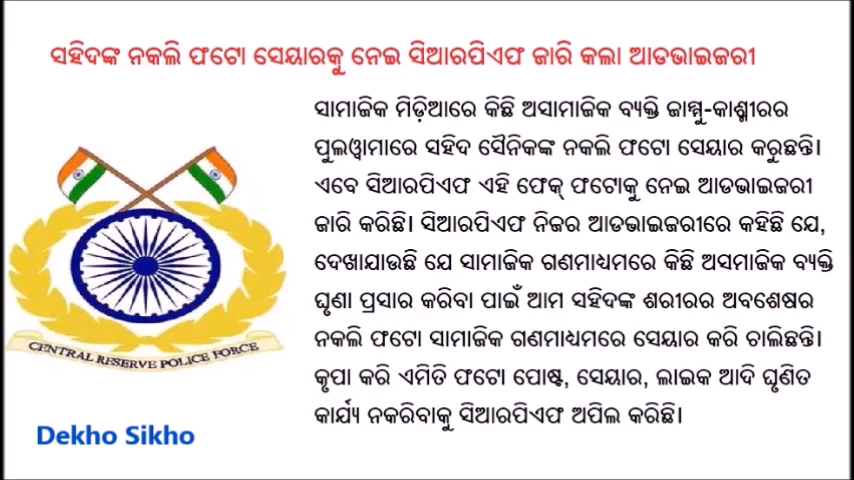 ସହିଦଙ୍କ ନକଲି ଫଟୋ ସେୟାରକୁ ନେଇ ସିଆରପିଏଫ ଜାରି କଲା ଆଡଭାଇଜରୀ
ସାମାଜିକ ମିଡ଼ିଆରେ କିଛି ଅସାମାଜିକ ବ୍ୟକ୍ତି ଜାମ୍ମୁ-କାଶ୍ମୀରର
ପୁଲୱାମାରେ ସହିଦ ସୈନିକଙ୍କ ନକଲି ଫଟୋ ସେୟାର କରୁଛନ୍ତି।
ଏବେ ସିଆରପିଏଫ ଏହି ଫେକ୍ ଫଟୋକୁ ନେଇ ଆଡଭାଇଜରୀ
ଜାରି କରିଛି। ସିଆରପିଏଫ ନିଜର ଆଡଭାଇଜରୀରେ କହିଛି ଯେ,
ଦେଖାଯାଉଛି ଯେ ସାମାଜିକ ଗଣମାଧ୍ୟମରେ କିଛି ଅସମାଜିକ ବ୍ୟକ୍ତି
ଘୃଣା ପ୍ରସାର କରିବା ପାଇଁ ଆମ ସହିଦଙ୍କ ଶରୀରର ଅବଶେଷର
ନକଲି ଫଟୋ ସାମାଜିକ ଗଣମାଧ୍ୟମରେ ସେୟାର କରି ଚାଲିଛନ୍ତି।
କୃପା କରି ଏମିତି ଫଟୋ ପୋଷ୍ଟ, ସେୟାର, ଲାଇକ ଆଦି ଘୃଣିତ
କାର୍ଯ୍ୟ ନକରିବାକୁ ସିଆରପିଏଫ ଅପିଲ କରିଛି।
CENTRAL RESERVE POLICE FORCE
Dekho Sikho